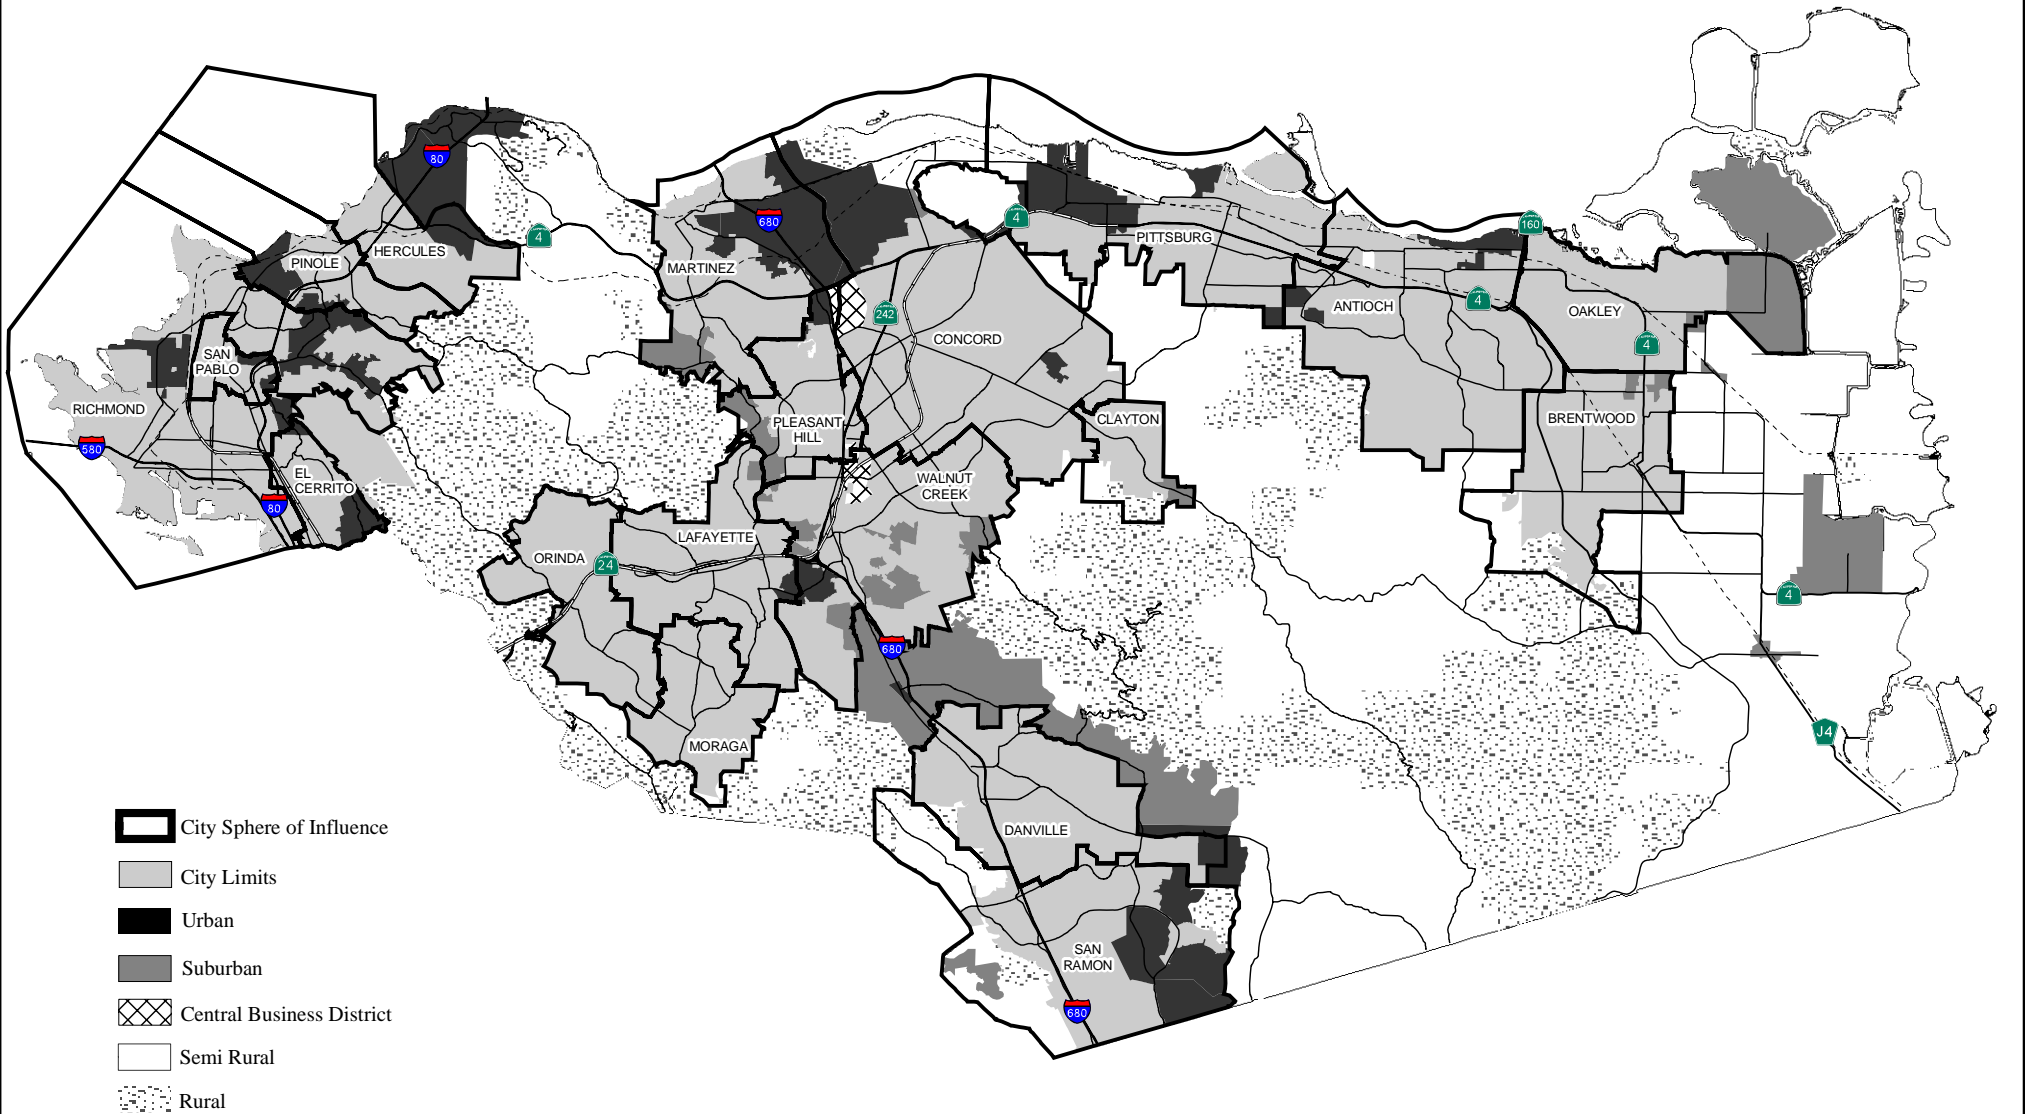 80
4
4
160
680
HERCULES
PINOLE
MARTINEZ
PITTSBURG
242
4
ANTIOCH
OAKLEY
4
CONCORD
SAN
PABLO
RICHMOND
580
80
EL
CERRITO
PLEASANT
HILL
CLAYTON
BRENTWOOD
WALNUT
CREEK
LAFAYETTE
ORINDA
24
4
680
MORAGA
J4
DANVILLE
SAN
RAMON
680
City Sphere of Influence
City Limits
Urban
Suburban
Central Business District
Semi Rural
Rural